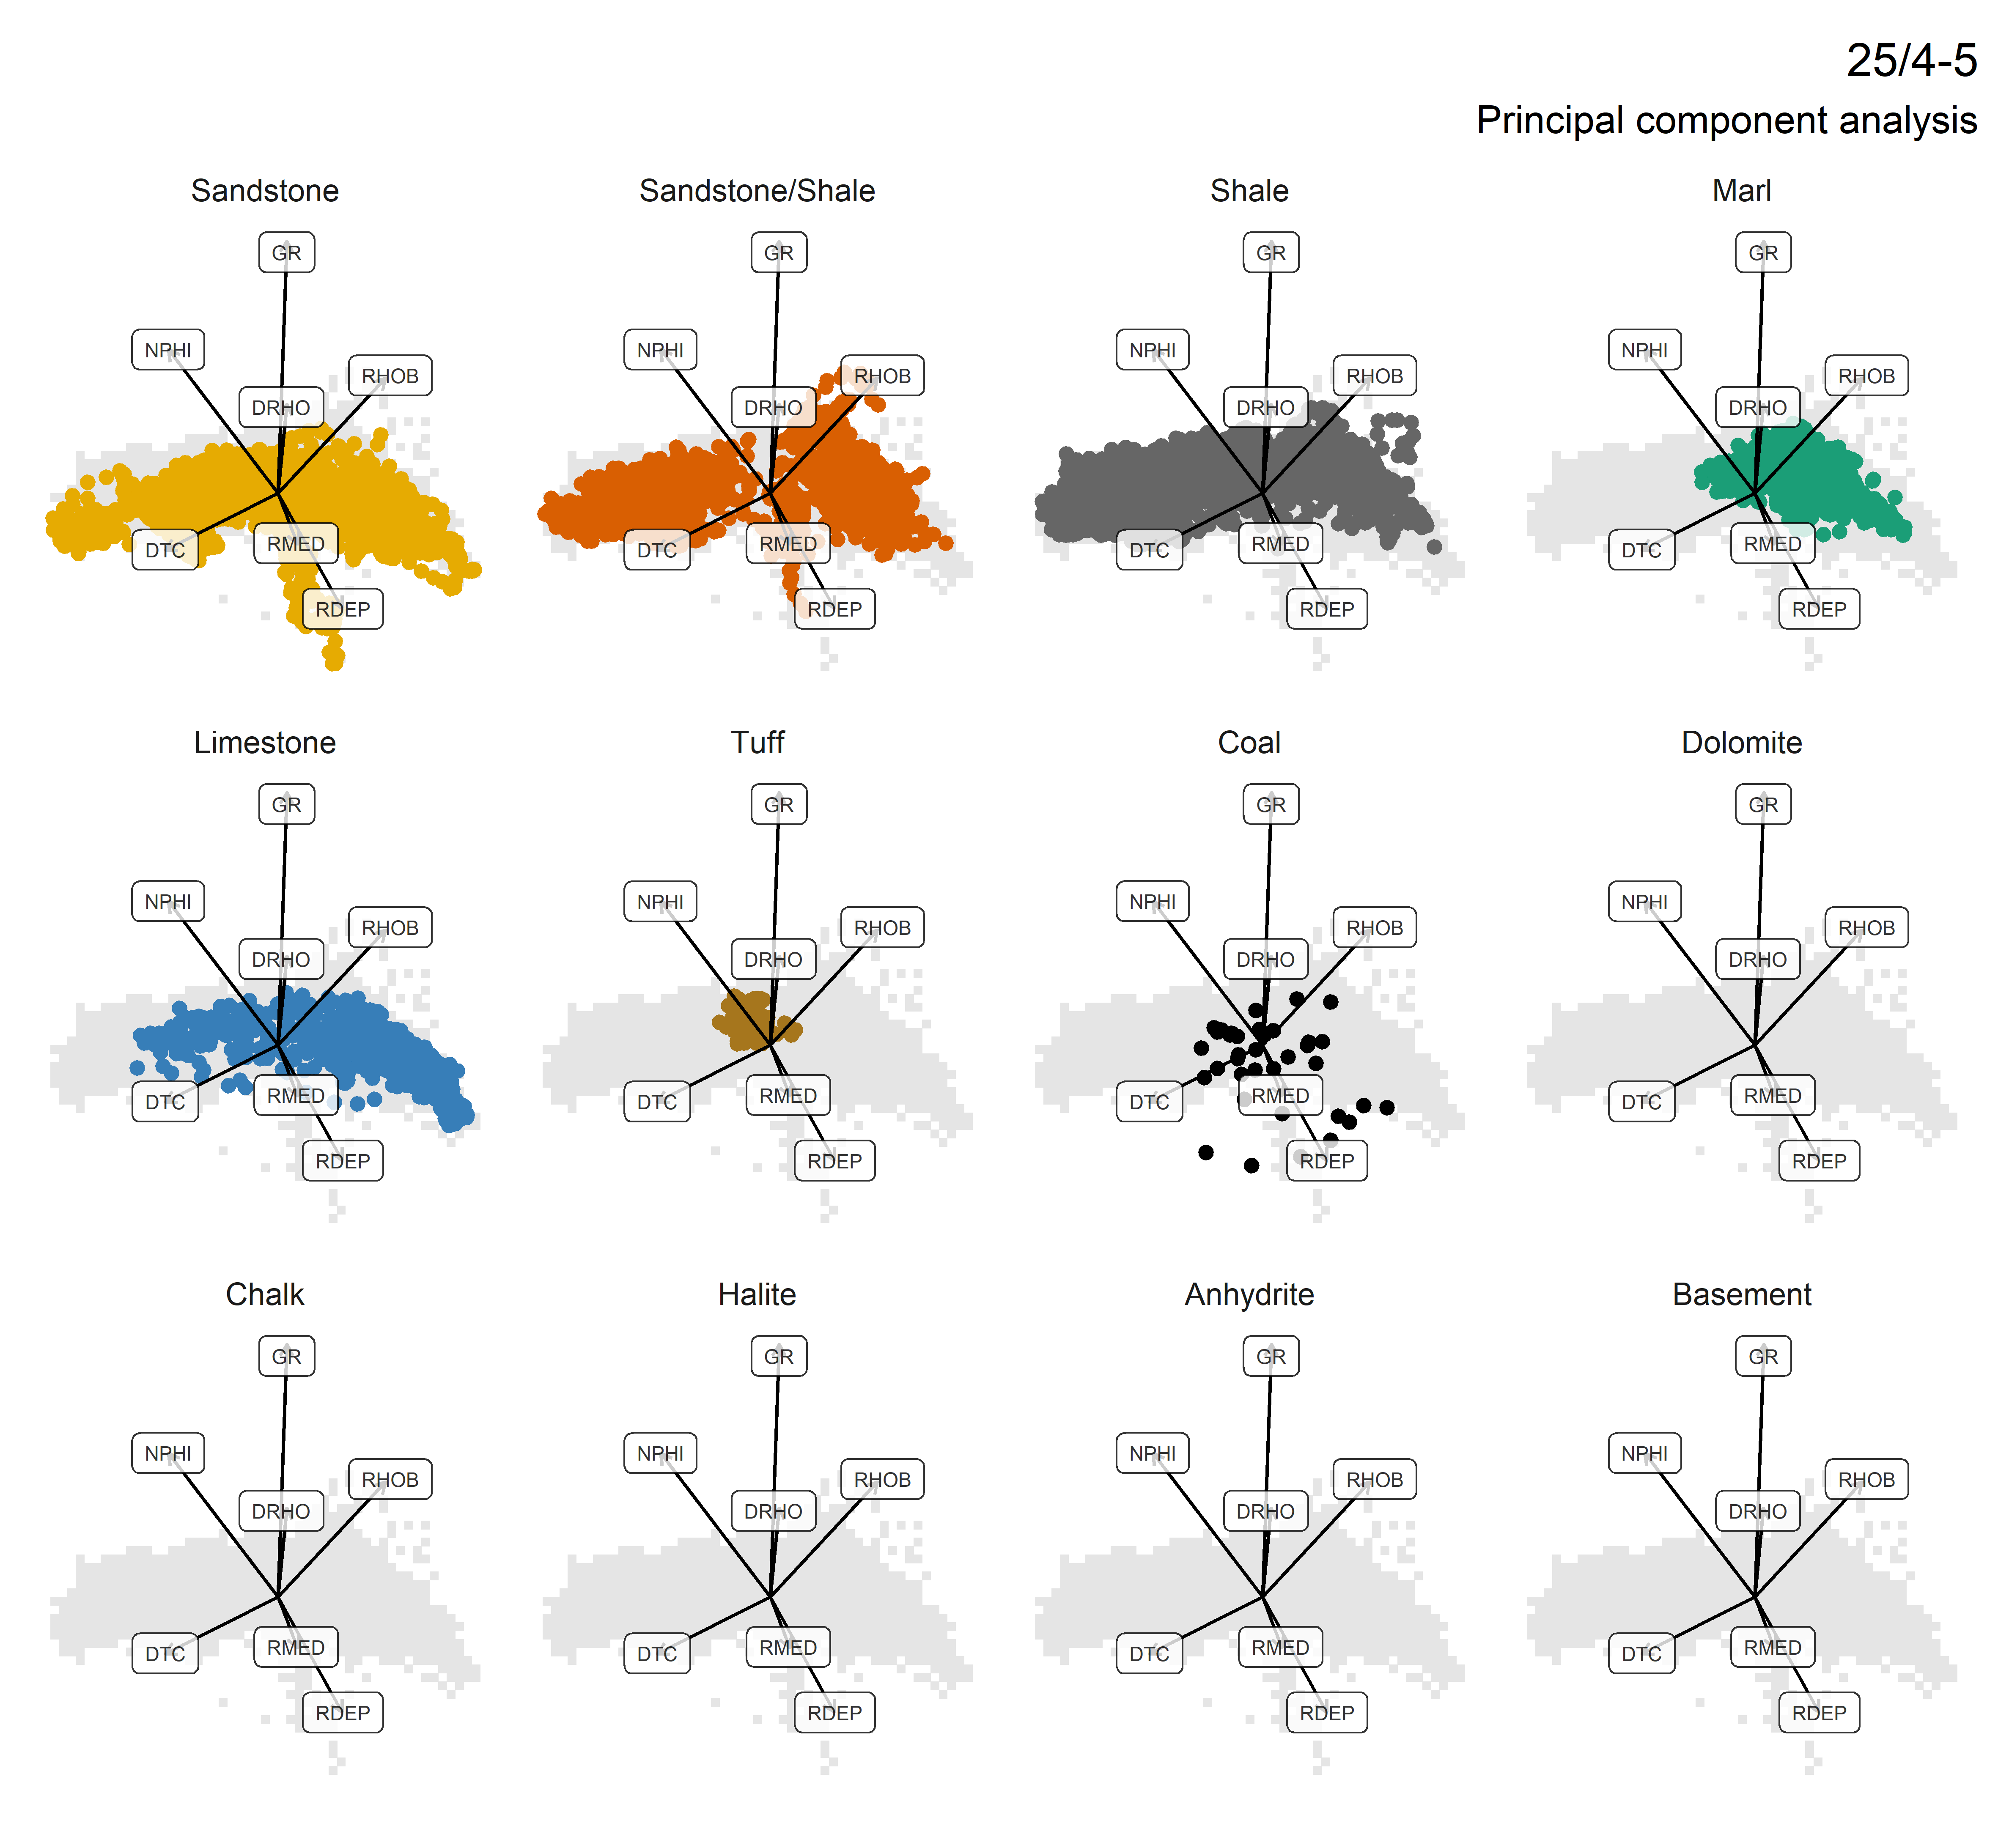 25/4-5
Principal component analysis
Sandstone
Sandstone/Shale
Shale
Marl
GR
GR
GR
GR
NPHI
RHOB
NPHI
RHOB
NPHI
RHOB
NPHI
RHOB
DRHO
DRHO
DRHO
DRHO
DTC
RMED
DTC
RMED
DTC
RMED
DTC
RMED
RDEP
RDEP
RDEP
RDEP
Limestone
Tuff
Coal
Dolomite
GR
GR
GR
GR
NPHI
RHOB
NPHI
RHOB
NPHI
RHOB
NPHI
RHOB
DRHO
DRHO
DRHO
DRHO
DTC
RMED
DTC
RMED
DTC
RMED
DTC
RMED
RDEP
RDEP
RDEP
RDEP
Chalk
Halite
Anhydrite
Basement
GR
GR
GR
GR
NPHI
RHOB
NPHI
RHOB
NPHI
RHOB
NPHI
RHOB
DRHO
DRHO
DRHO
DRHO
DTC
RMED
DTC
RMED
DTC
RMED
DTC
RMED
RDEP
RDEP
RDEP
RDEP